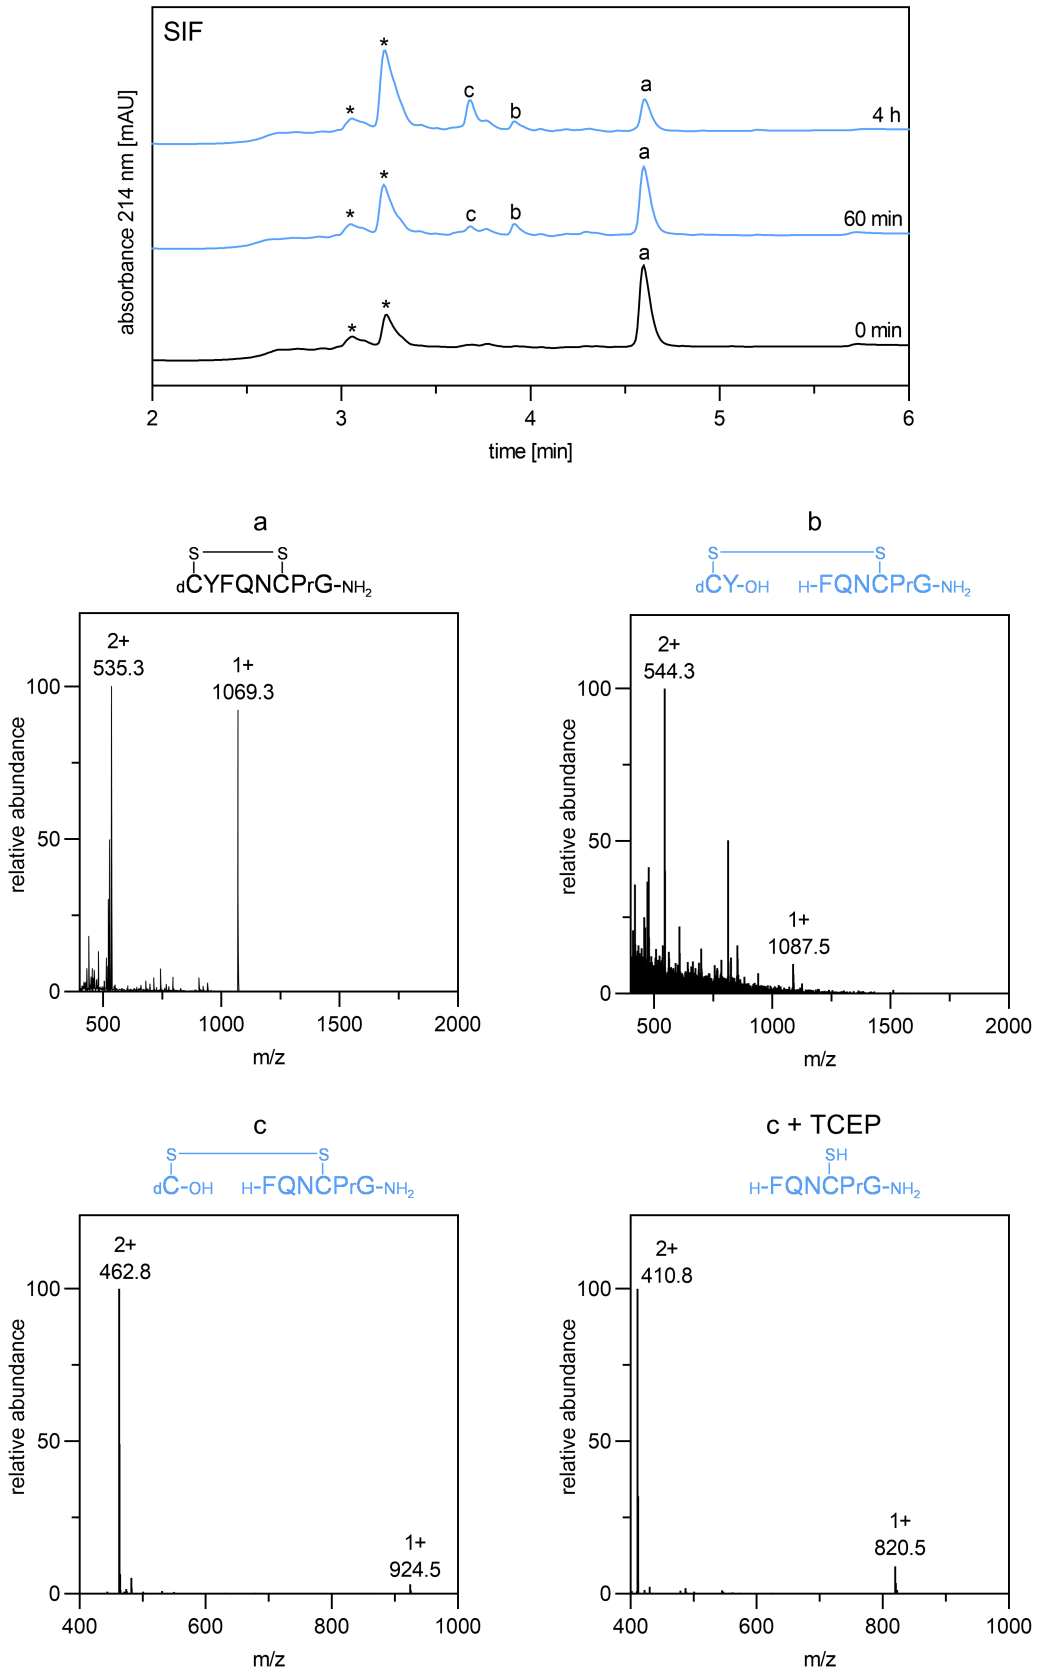 SIF
absorbance 214 nm [mAU]
* * c b a 4 h
* * c b a 60 min
* * a 0 min
2 3 4 5 6
time [min]
a
S S
dCYFQNCPrG-NH2
2+
535.3
1+
1069.3
100
50
0
relative abundance
500 1000 1500 2000
m/z
b
S S
dCY-OH H-FQNCPrG-NH2
2+
544.3
1+
1087.5
100
50
0
relative abundance
500 1000 1500 2000
m/z
c
S S
dC-OH H-FQNCPrG-NH2
2+
462.8
1+
924.5
100
50
0
relative abundance
400 600 800 1000
m/z
c + TCEP
SH
H-FQNCPrG-NH2
2+
410.8
1+
820.5
100
50
0
relative abundance
400 600 800 1000
m/z